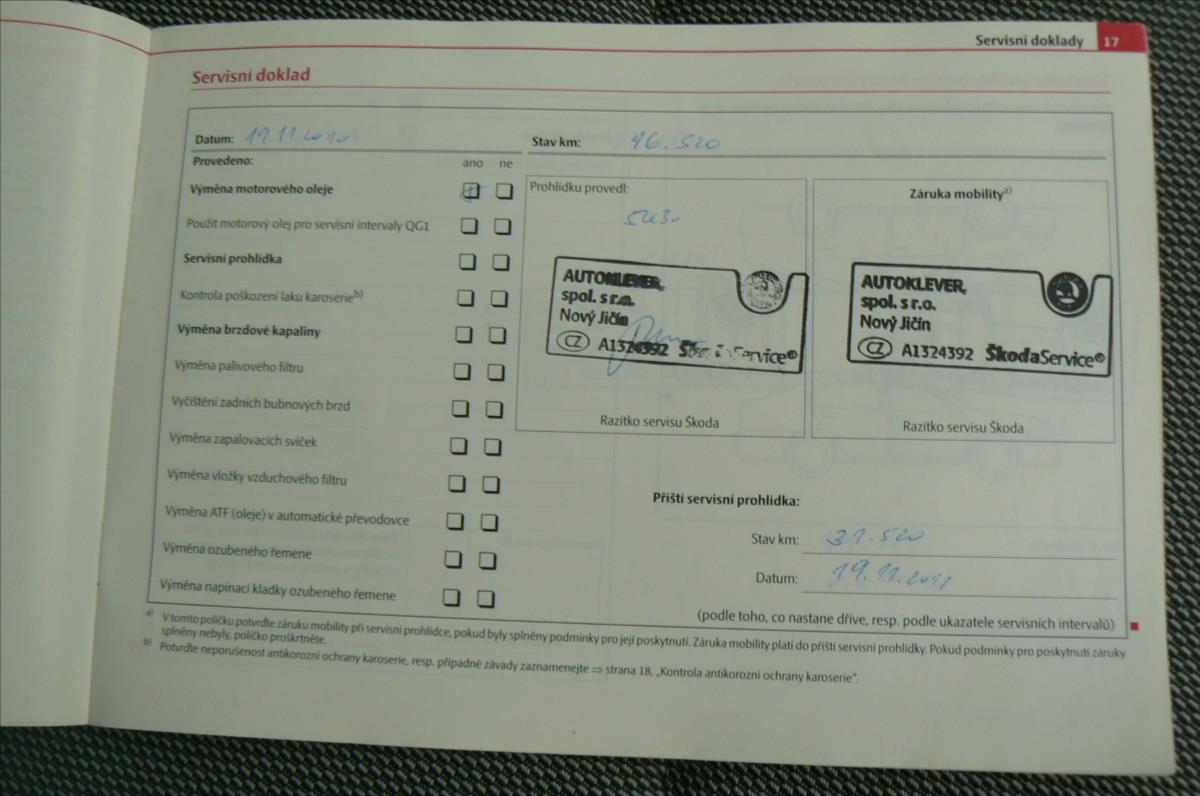 Servisní doklady 17
Servisní doklad
Datum: 19.11.2010 Stav km: 16.520
Provedeno: ano ne
Výměna motorového oleje
Použit motorový olej pro servisní intervaly QG1
Servisní prohlídka
Kontrola poškození laku karoserieb)
Výměna brzdové kapaliny
Výměna palivového filtru
Vyčištění zadních bubnových brzd
Výměna zapalovacích svíček
Výměna vložky vzduchového filtru
Výměna ATF (oleje) v automatické převodovce
Výměna ozubeného řemene
Výměna napínací kladky ozubeného řemene
Prohlídku provedl:
5W30
AUTOKLEVER,
spol. s r.o.
Nový Jičín
CZ A1324392 ŠkodaService®
Razítko servisu Škoda
Záruka mobilitya)
AUTOKLEVER,
spol. s r.o.
Nový Jičín
CZ A1324392 ŠkodaService®
Razítko servisu Škoda
Příští servisní prohlídka:
Stav km: 31.520
Datum: 19.11.2011
(podle toho, co nastane dříve, resp. podle ukazatele servisních intervalů)
a) V tomto políčku potvrďte záruku mobility při servisní prohlídce, pokud byly splněny podmínky pro její poskytnutí. Záruka mobility platí do příští servisní prohlídky. Pokud podmínky pro poskytnutí záruky
splněny nebyly, políčko proškrtněte.
b) Potvrďte neporušenost antikorozní ochrany karoserie, resp. případné závady zaznamenejte ⇒ strana 18, „Kontrola antikorozní ochrany karoserie“.